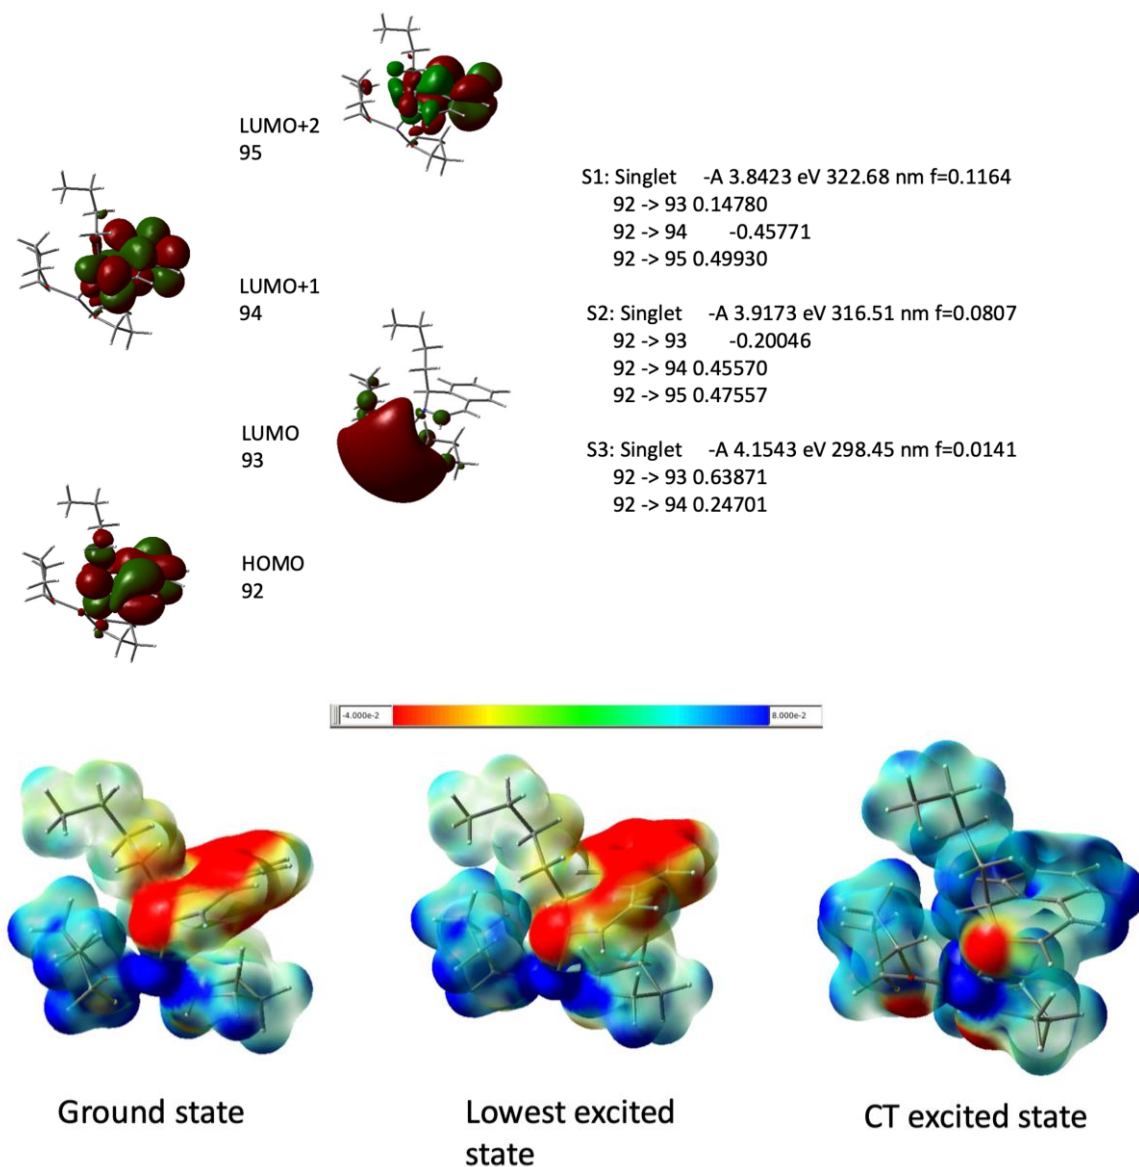 LUMO+2
95
LUMO+1
94
LUMO
93
HOMO
92
S1: Singlet -A 3.8423 eV 322.68 nm f=0.1164
92 -> 93 0.14780
92 -> 94 -0.45771
92 -> 95 0.49930
S2: Singlet -A 3.9173 eV 316.51 nm f=0.0807
92 -> 93 -0.20046
92 -> 94 0.45570
92 -> 95 0.47557
S3: Singlet -A 4.1543 eV 298.45 nm f=0.0141
92 -> 93 0.63871
92 -> 94 0.24701
-4.000e-2
8.000e-2
Ground state
Lowest excited
state
CT excited state